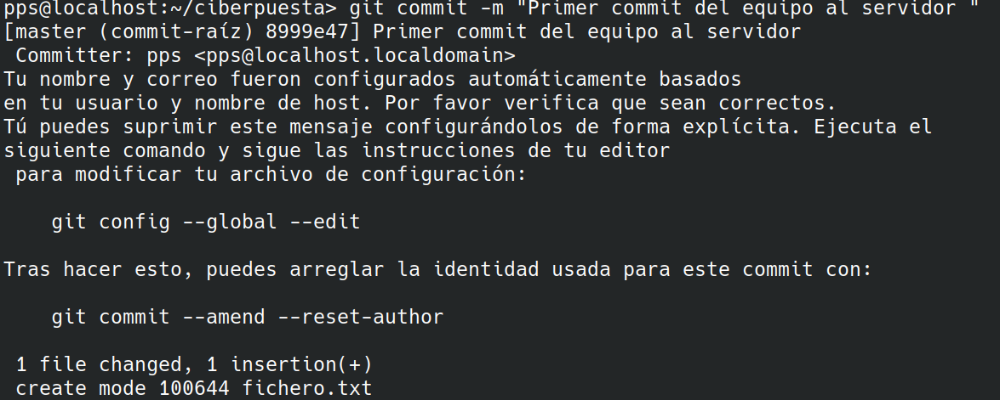 pps@localhost:~/ciberpuesta> git commit -m "Primer commit del equipo al servidor "
[master (commit-raíz) 8999e47] Primer commit del equipo al servidor
Committer: pps <pps@localhost.localdomain>
Tu nombre y correo fueron configurados automáticamente basados
en tu usuario y nombre de host. Por favor verifica que sean correctos.
Tú puedes suprimir este mensaje configurándolos de forma explícita. Ejecuta el
siguiente comando y sigue las instrucciones de tu editor
para modificar tu archivo de configuración:
git config --global --edit
Tras hacer esto, puedes arreglar la identidad usada para este commit con:
git commit --amend --reset-author
1 file changed, 1 insertion(+)
create mode 100644 fichero.txt